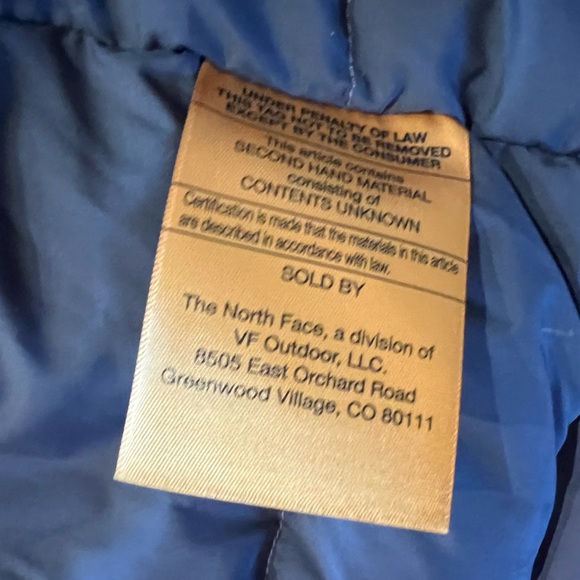 UNDER PENALTY OF LAW
THIS TAG NOT TO BE REMOVED
EXCEPT BY THE CONSUMER
This article contains
SECOND HAND MATERIAL
consisting of
CONTENTS UNKNOWN
Certification is made that the materials in this article
are described in accordance with law.
SOLD BY
The North Face, a division of
VF Outdoor, LLC.
8505 East Orchard Road
Greenwood Village, CO 80111